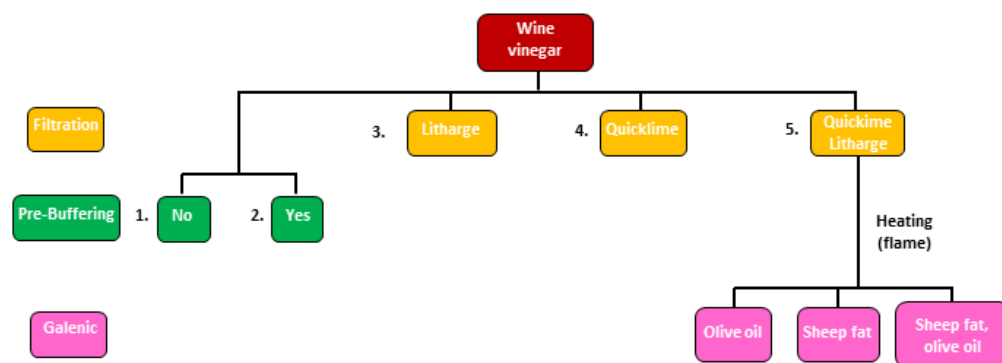 Wine
vinegar
Filtration
3.
Litharge
4.
Quicklime
5.
Quickime
Litharge
Pre-Buffering
1.
No
2.
Yes
Heating
(flame)
Galenic
Olive oil
Sheep fat
Sheep fat,
olive oil